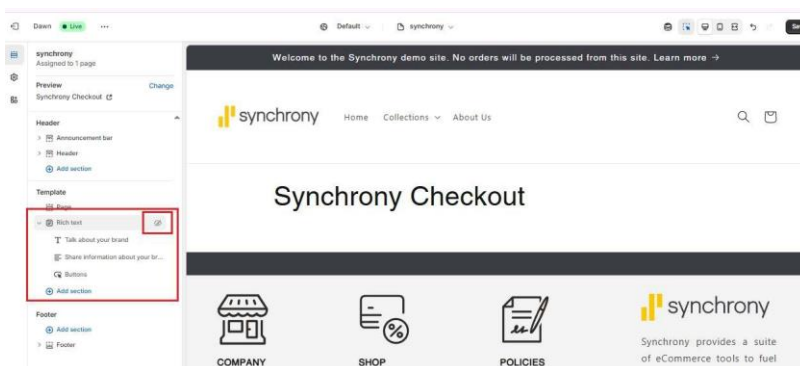 Dawn Live ... Default synchrony
synchrony
Assigned to 1 page
Preview Change
Synchrony Checkout
Header
Announcement bar
Header
Add section
Template
Page
Rich text
Talk about your brand
Share information about your br...
Buttons
Add section
Footer
Add section
Footer
Welcome to the Synchrony demo site. No orders will be processed from this site. Learn more →
synchrony Home Collections About Us
Synchrony Checkout
COMPANY SHOP POLICIES
synchrony
Synchrony provides a suite
of eCommerce tools to fuel